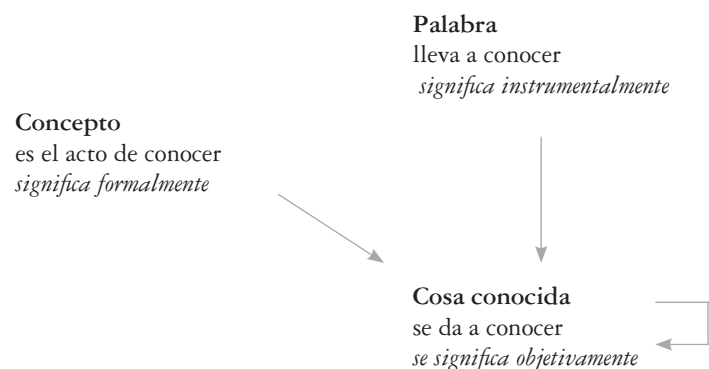 Palabra
lleva a conocer
significa instrumentalmente
Concepto
es el acto de conocer
significa formalmente
Cosa conocida
se da a conocer
se significa objetivamente